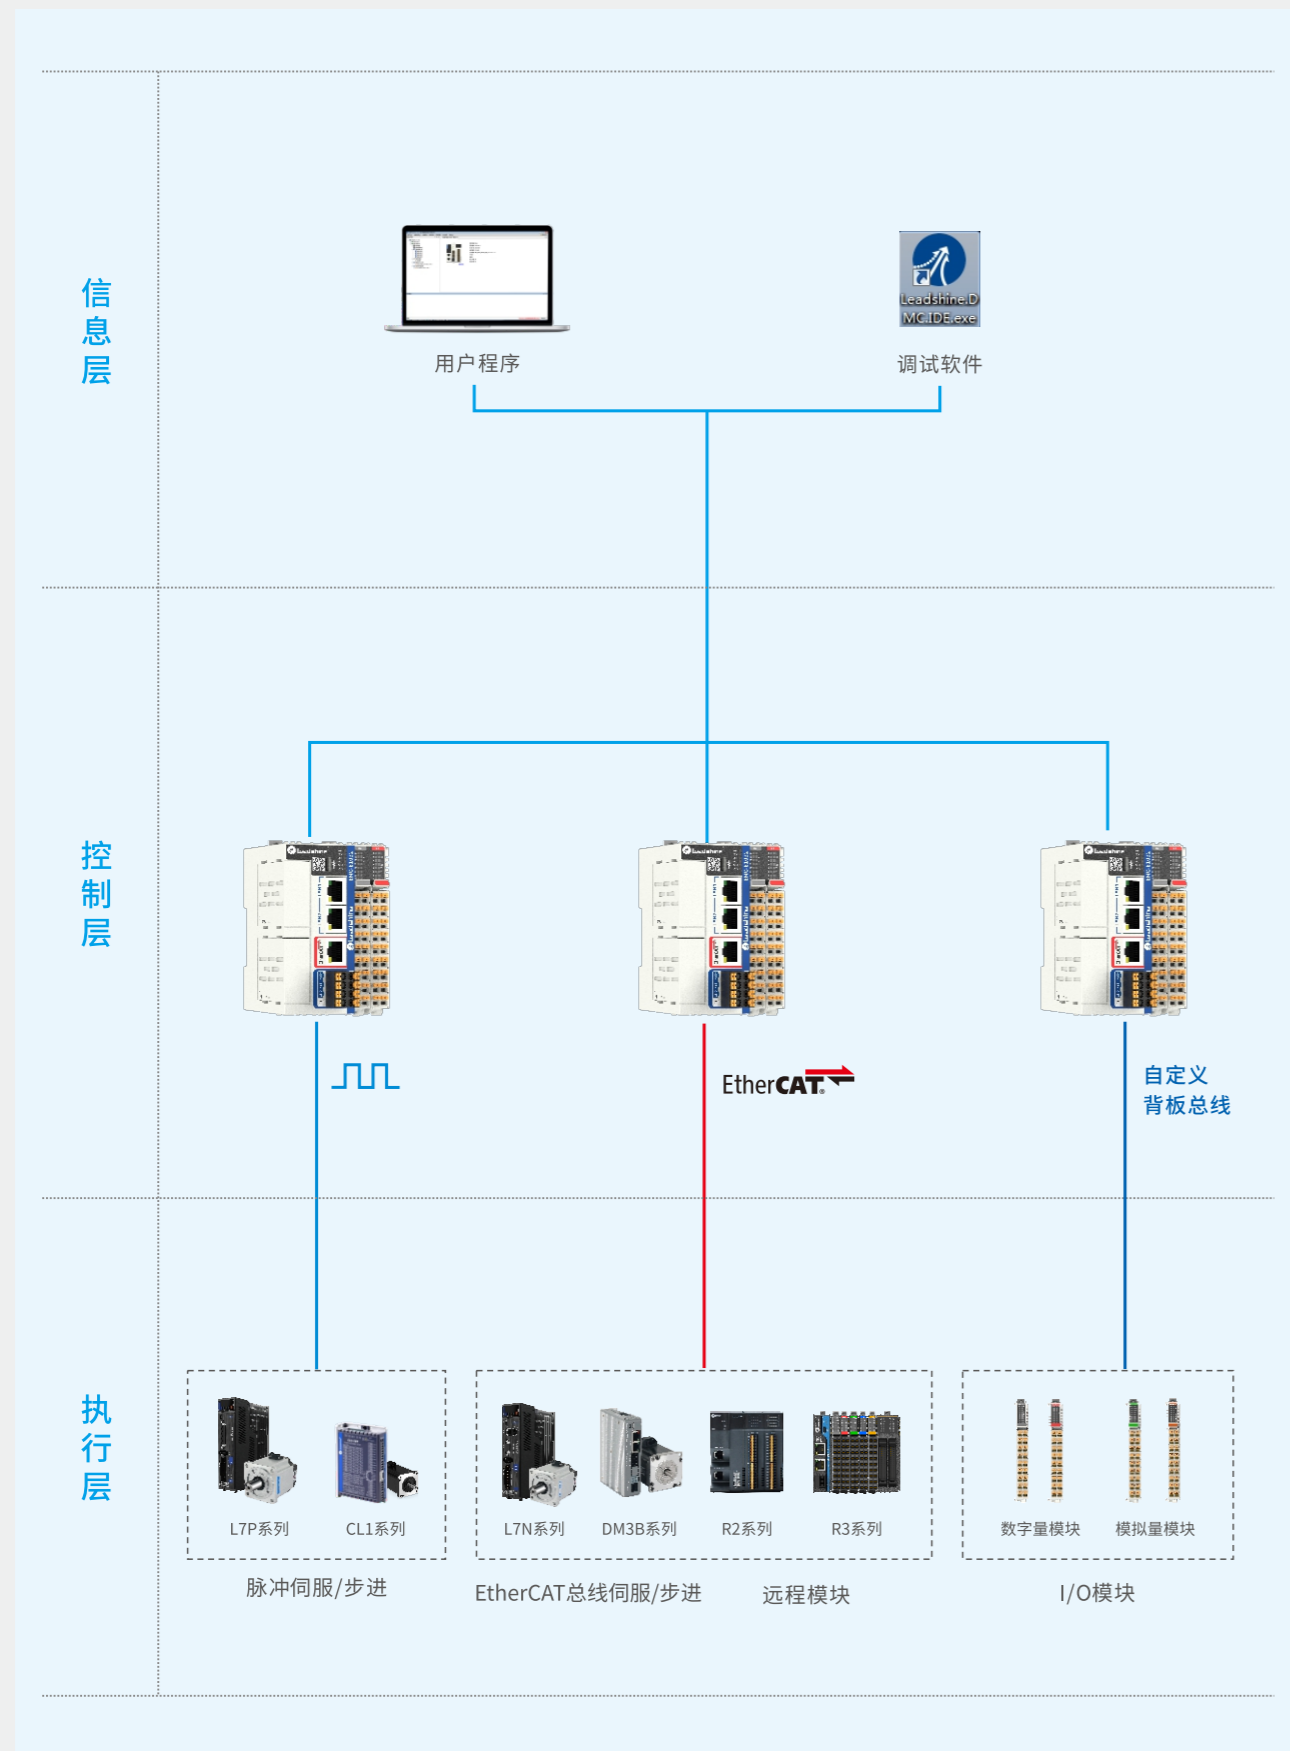 信息层
Leadshine.D
MC.IDE.exe
用户程序
调试软件
控制层
Leadshine
Leadshine
Leadshine
EtherCAT®
自定义
背板总线
执行层
L7P系列
CL1系列
L7N系列
DM3B系列
R2系列
R3系列
数字量模块
模拟量模块
脉冲伺服/步进
EtherCAT总线伺服/步进
远程模块
I/O模块